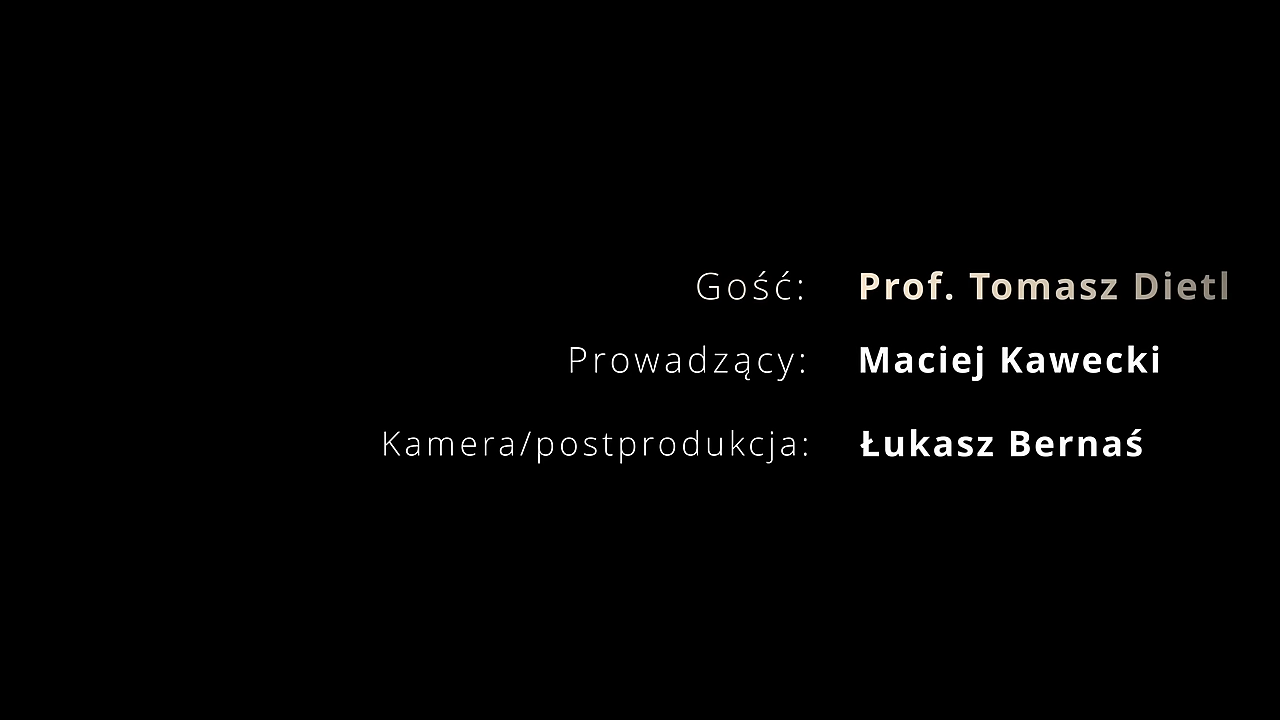 Gość: Prof. Tomasz Dietl
Prowadzący: Maciej Kawecki
Kamera/postprodukcja: Łukasz Bernaś